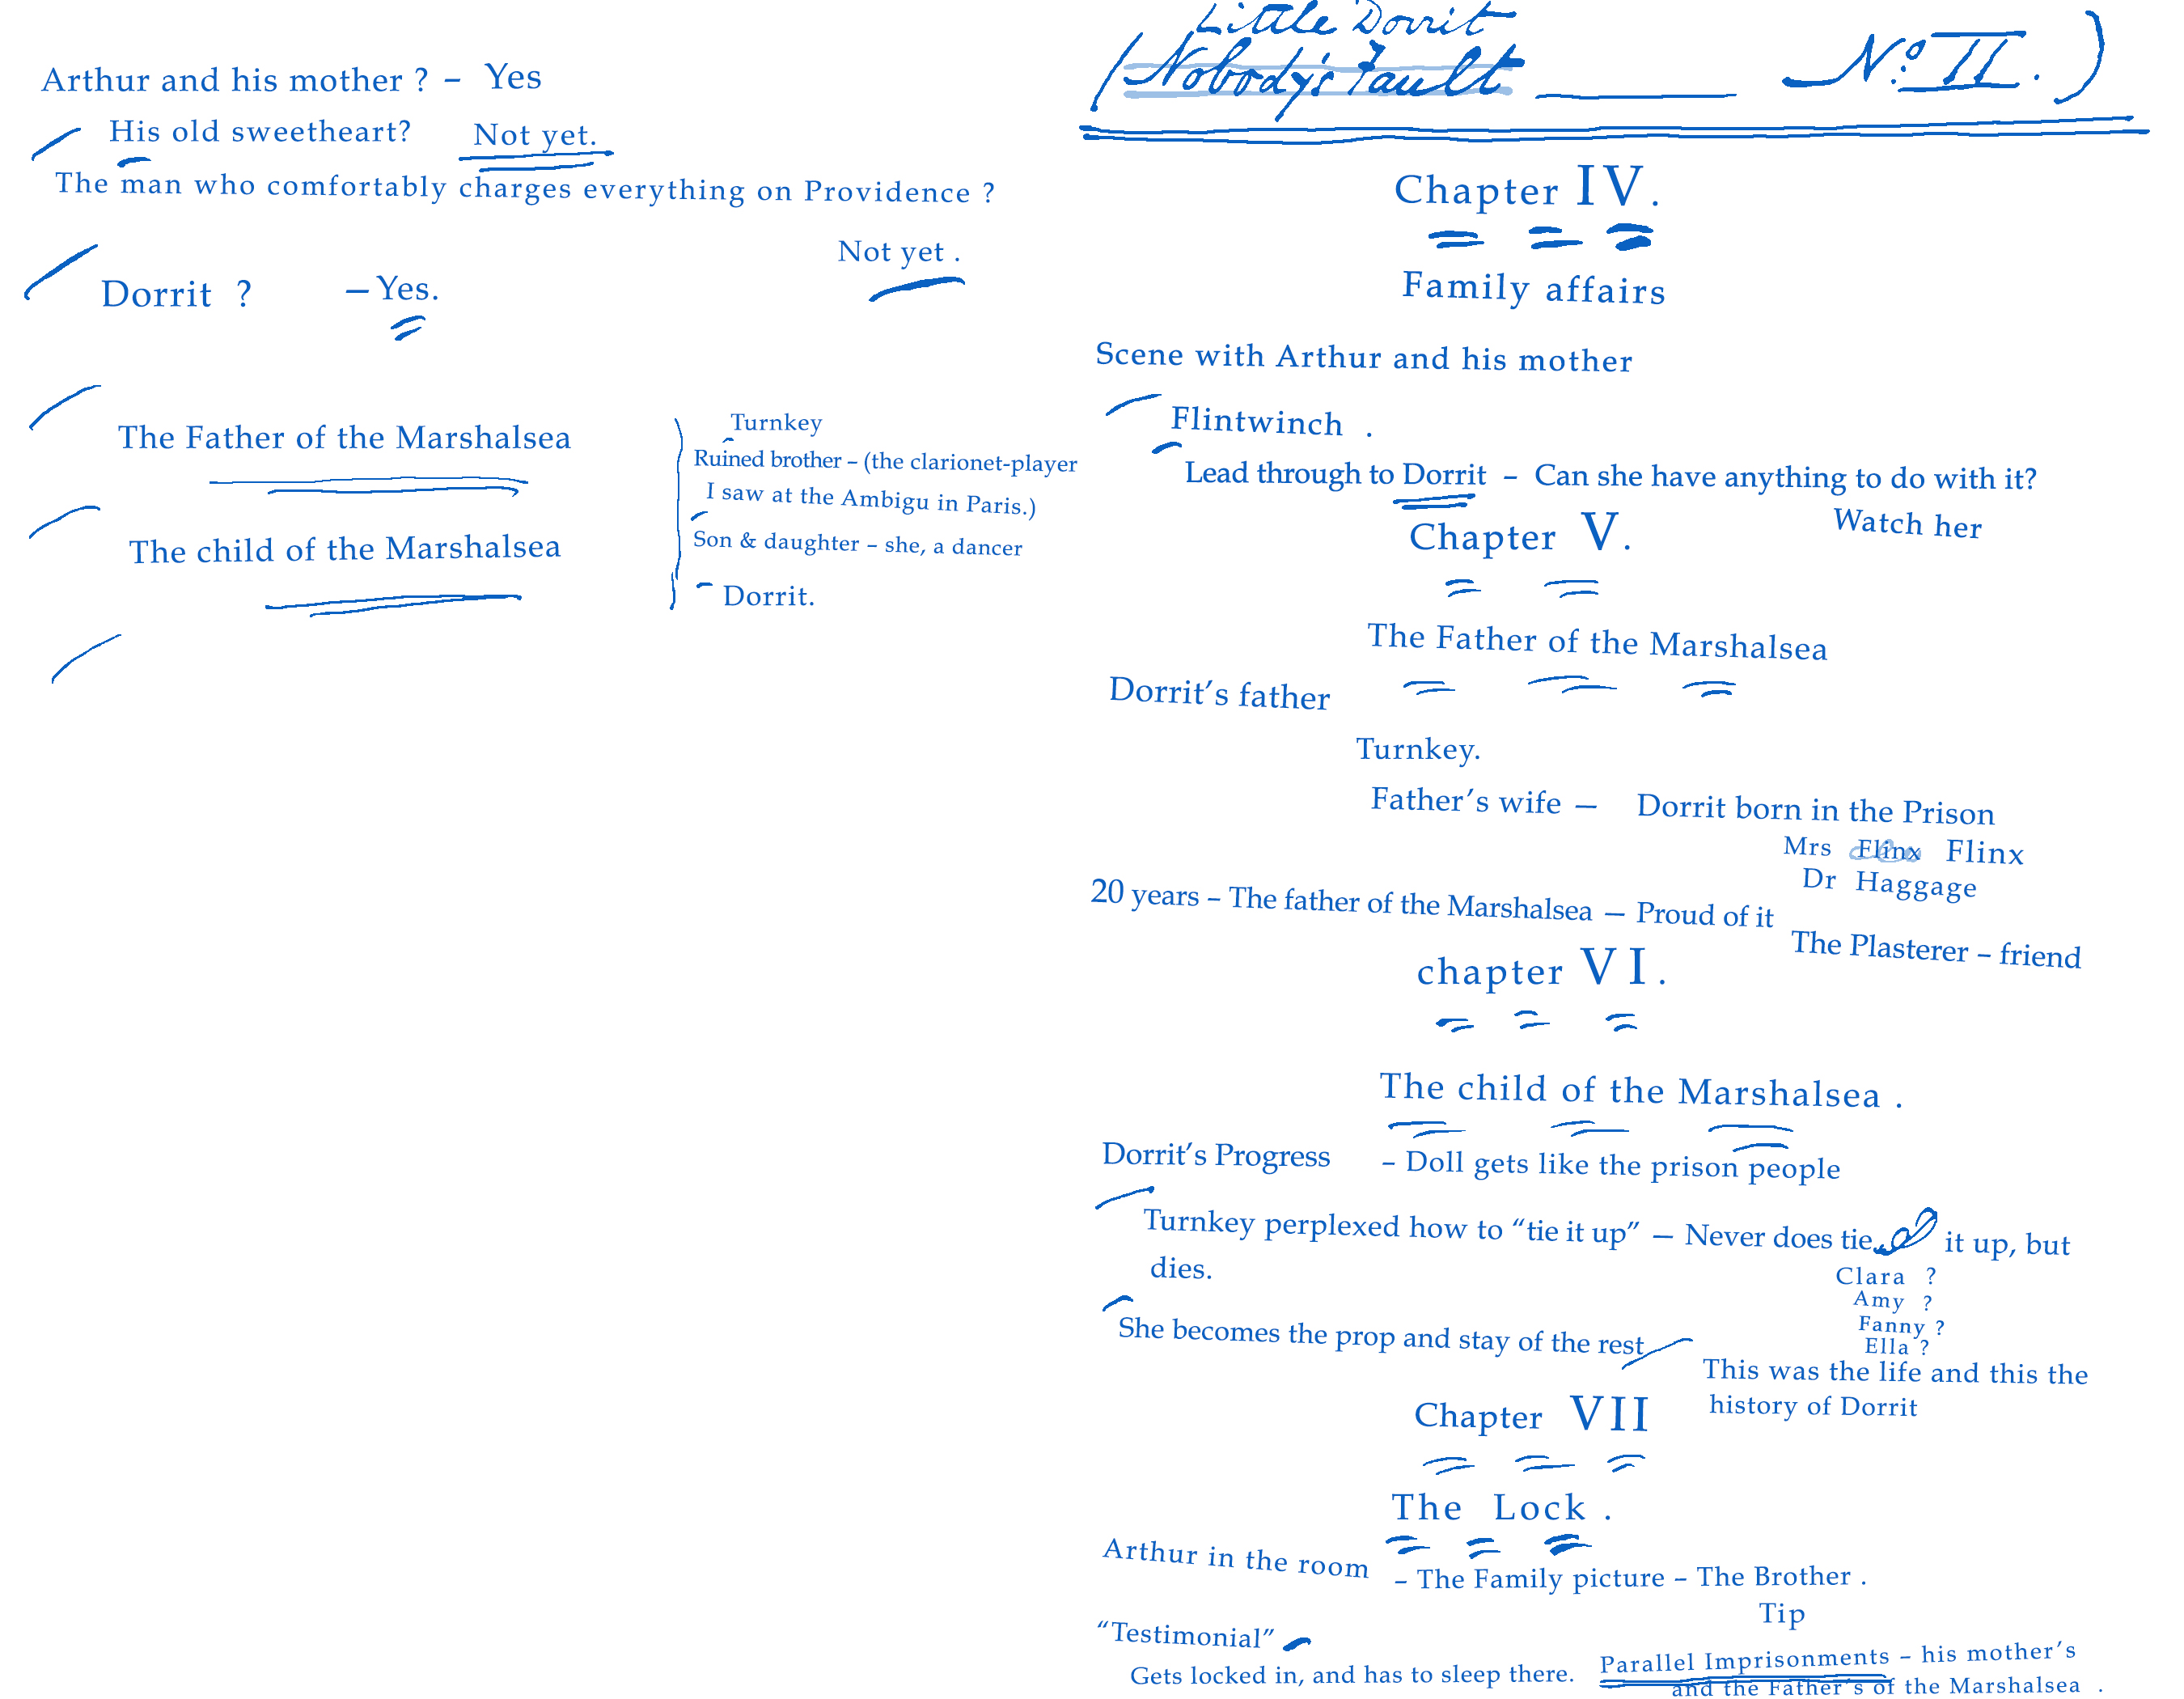 Arthur and his mother ? – Yes
His old sweetheart? Not yet.
The man who comfortably charges everything on Providence ?
Not yet .
Dorrit ? – Yes.
The Father of the Marshalsea
The child of the Marshalsea
Turnkey
Ruined brother – (the clarionet-player
I saw at the Ambigu in Paris.)
Son & daughter – she, a dancer
Dorrit.
Little Dorrit
(Nobody's Fault ____ No. II.)
Chapter IV.
Family affairs
Scene with Arthur and his mother
Flintwinch .
Lead through to Dorrit – Can she have anything to do with it?
Watch her
Chapter V.
The Father of the Marshalsea
Dorrit's father
Turnkey.
Father's wife — Dorrit born in the Prison
Mrs Flinx Flinx
Dr Haggage
20 years – The father of the Marshalsea — Proud of it
The Plasterer – friend
chapter VI.
The child of the Marshalsea .
Dorrit's Progress – Doll gets like the prison people
Turnkey perplexed how to "tie it up" — Never does tie it up, but
dies.
Clara ?
Amy ?
Fanny ?
Ella ?
She becomes the prop and stay of the rest
This was the life and this the
history of Dorrit
Chapter VII
The Lock .
Arthur in the room – The Family picture – The Brother .
Tip
"Testimonial"
Gets locked in, and has to sleep there.
Parallel Imprisonments – his mother's
and the Father's of the Marshalsea .